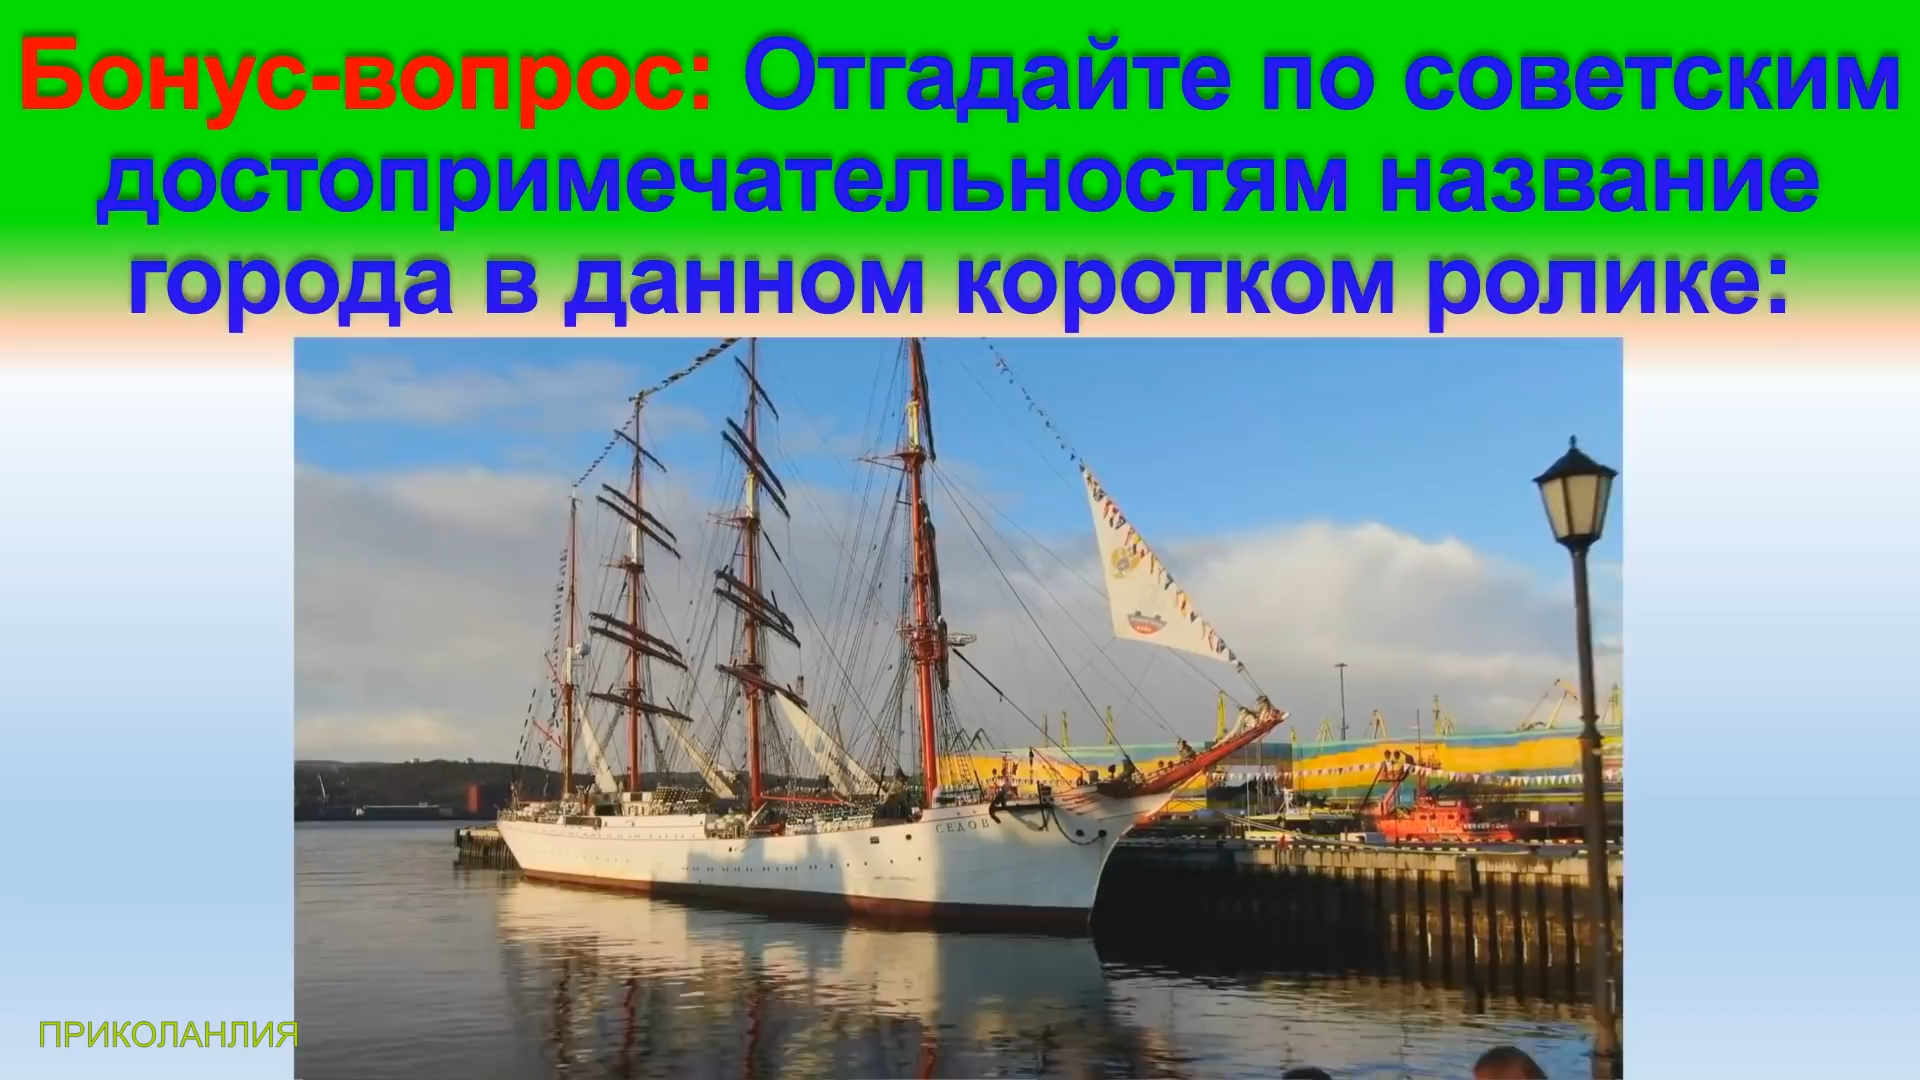 Бонус-вопрос: Отгадайте по советским
достопримечательностям название
города в данном коротком ролике:
СЕДОВ
ПРИКОЛАНЛИЯ